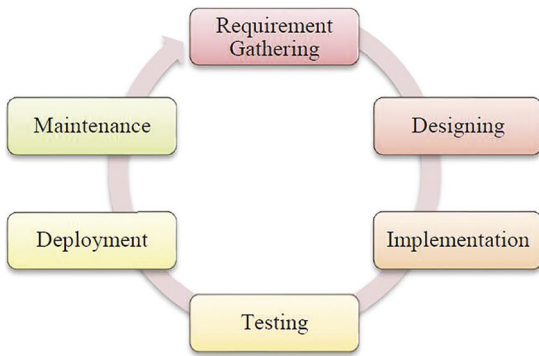 Requirement
Gathering
Designing
Implementation
Testing
Deployment
Maintenance